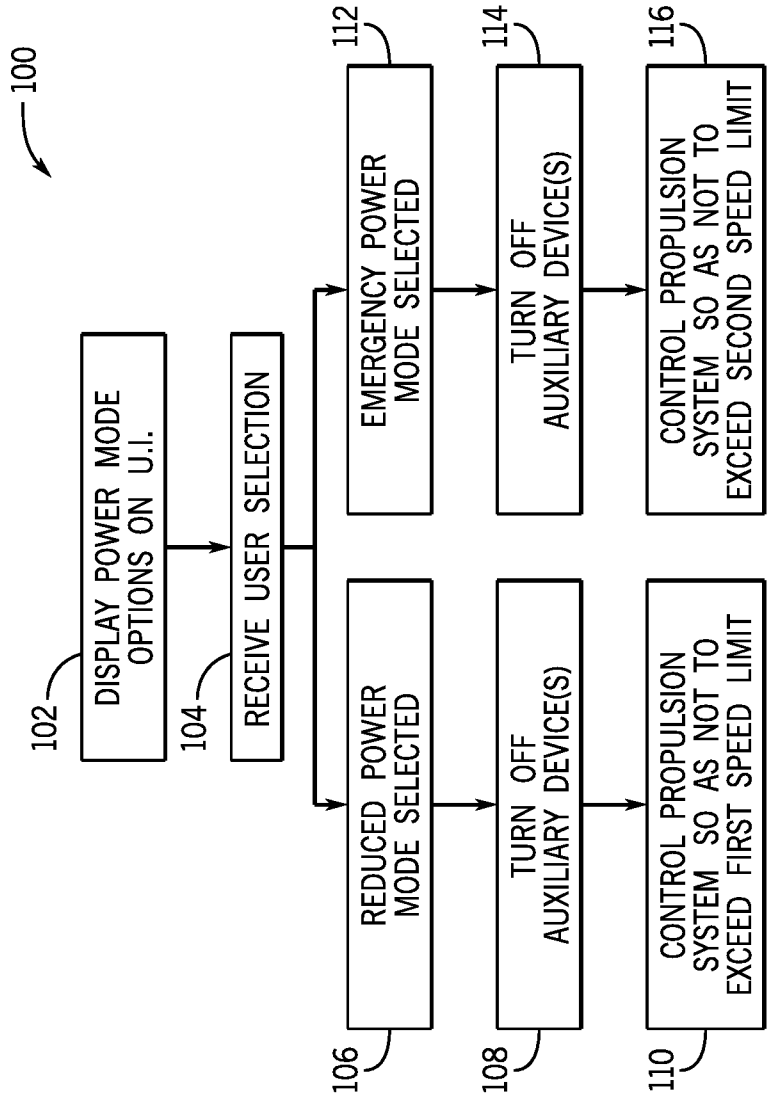 100
102
DISPLAY POWER MODE
OPTIONS ON U.I.
104
RECEIVE USER SELECTION
106
REDUCED POWER
MODE SELECTED
112
EMERGENCY POWER
MODE SELECTED
108
TURN OFF
AUXILIARY DEVICE(S)
114
TURN OFF
AUXILIARY DEVICE(S)
110
CONTROL PROPULSION
SYSTEM SO AS NOT TO
EXCEED FIRST SPEED LIMIT
116
CONTROL PROPULSION
SYSTEM SO AS NOT TO
EXCEED SECOND SPEED LIMIT